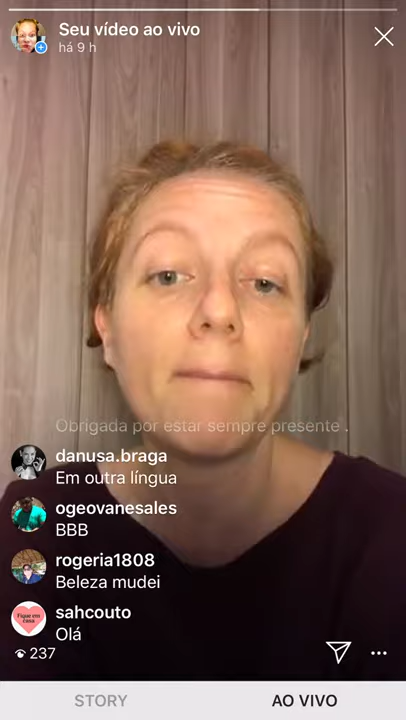 Seu vídeo ao vivo
há 9 h
Obrigada por estar sempre presente .
danusa.braga
Em outra língua
ogeovanesales
BBB
rogeria1808
Beleza mudei
sahcouto
Fique em
casa
Olá
237
STORY
AO VIVO